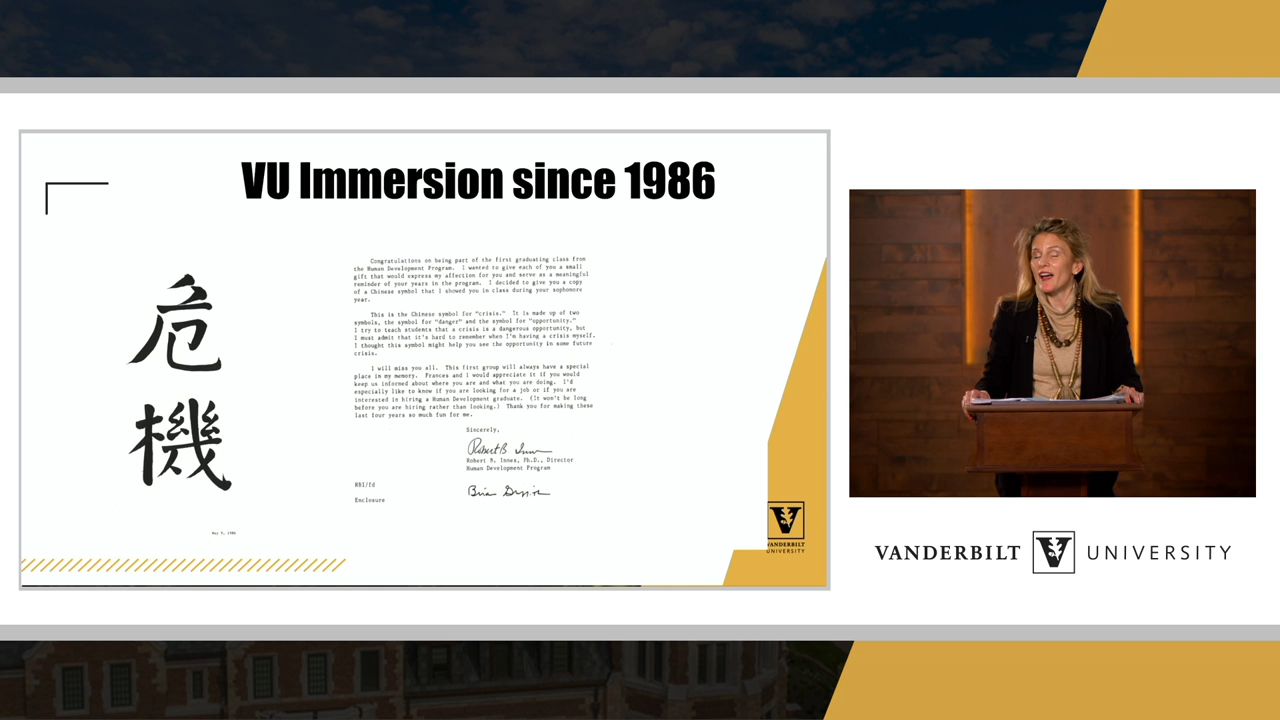 VU Immersion since 1986
危
機
Congratulations on being part of the first graduating class from
the Human Development Program. I wanted to give each of you a small
gift that would express my affection for you and serve as a meaningful
reminder of your years in the program. I decided to give you a copy
of a Chinese symbol that I showed you in class during your sophomore
year.
This is the Chinese symbol for "crisis." It is made up of two
symbols, the symbol for "danger" and the symbol for "opportunity."
I try to teach students that a crisis is a dangerous opportunity, but
I must admit that it's hard to remember when I'm having a crisis myself.
I thought this symbol might help you see the opportunity in some future
crisis.
I will miss you all. This first group will always have a special
place in my memory. Frances and I would appreciate it if you would
keep us informed about where you are and what you are doing. I'd
especially like to know if you are looking for a job or if you are
interested in hiring a Human Development graduate. (It won't be long
before you are hiring rather than looking.) Thank you for making these
last four years so much fun for me.
Sincerely,
Robert B. Innes, Ph.D., Director
Human Development Program
RBI/fd
Enclosure
VANDERBILT
UNIVERSITY
VANDERBILT V UNIVERSITY